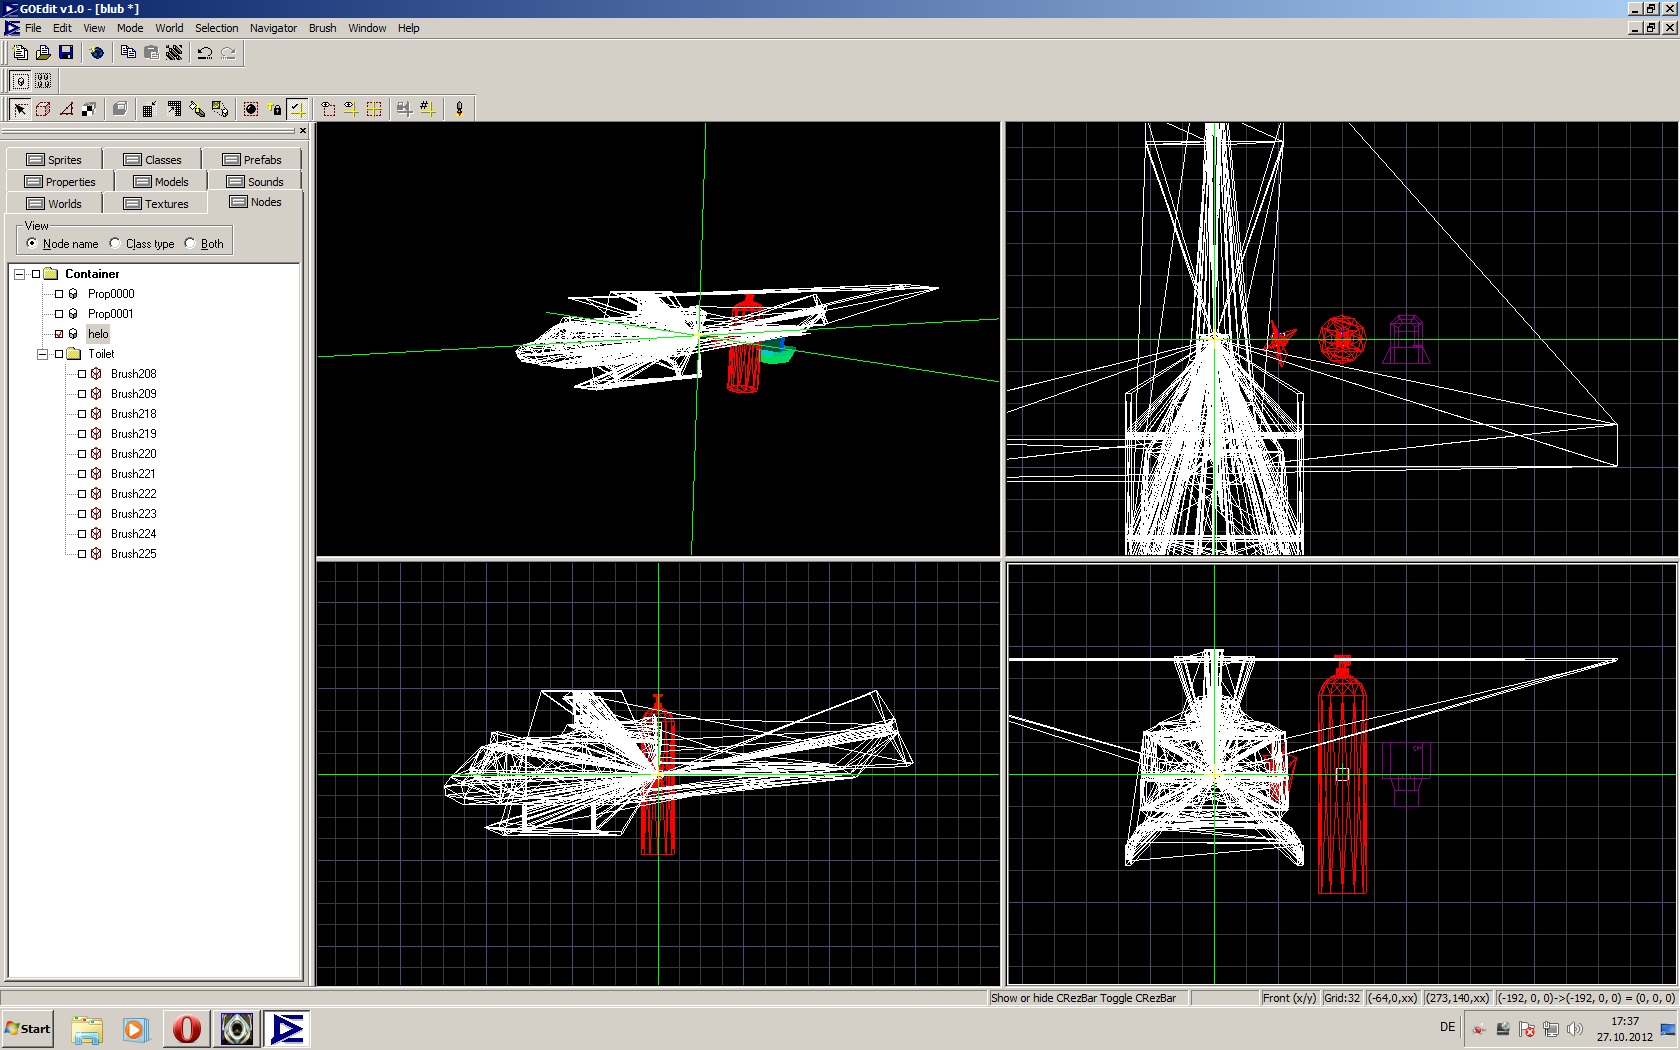 GOEdit v1.0 - [blub *]
File Edit View Mode World Selection Navigator Brush Window Help
Sprites Classes Prefabs
Properties Models Sounds
Worlds Textures Nodes
View
Node name Class type Both
Container
Prop0000
Prop0001
helo
Toilet
Brush208
Brush209
Brush218
Brush219
Brush220
Brush221
Brush222
Brush223
Brush224
Brush225
Show or hide CRezBar Toggle CRezBar Front (x/y) Grid:32 (-64,0,xx) (273,140,xx) (-192, 0, 0)->(-192, 0, 0) = (0, 0, 0)
Start DE 17:37
27.10.2012